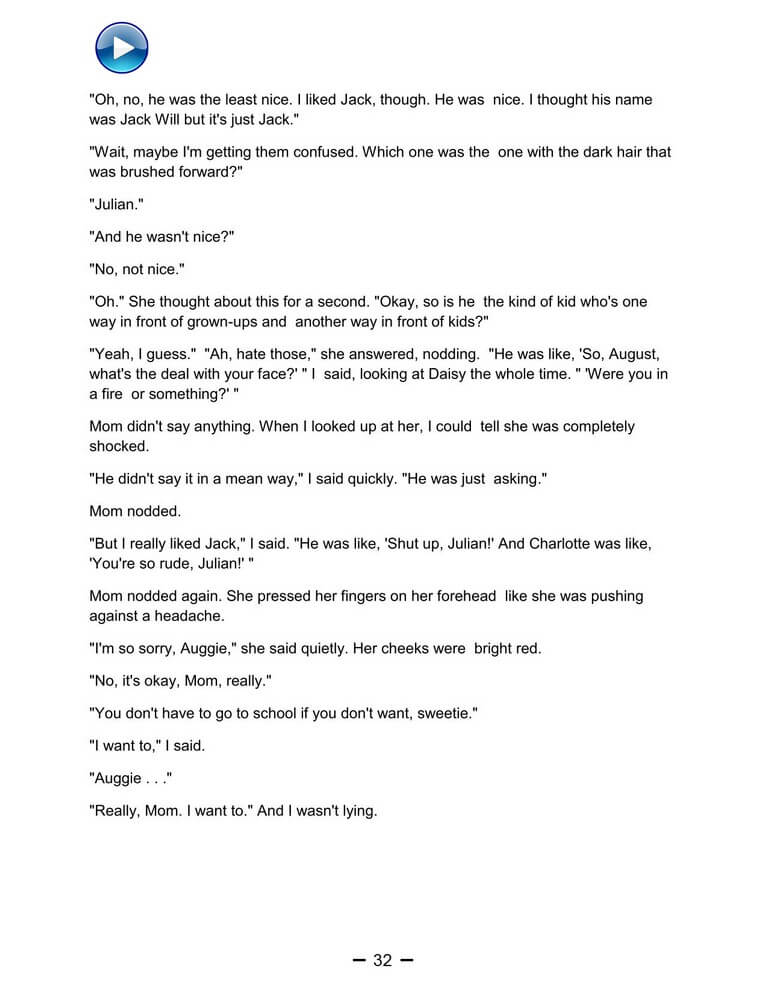 "Oh, no, he was the least nice. I liked Jack, though. He was  nice. I thought his name
was Jack Will but it's just Jack."
"Wait, maybe I'm getting them confused. Which one was the  one with the dark hair that
was brushed forward?"
"Julian."
"And he wasn't nice?"
"No, not nice."
"Oh." She thought about this for a second. "Okay, so is he  the kind of kid who's one
way in front of grown-ups and  another way in front of kids?"
"Yeah, I guess."  "Ah, hate those," she answered, nodding.  "He was like, 'So, August,
what's the deal with your face?' " I  said, looking at Daisy the whole time. " 'Were you in
a fire  or something?' "
Mom didn't say anything. When I looked up at her, I could  tell she was completely
shocked.
"He didn't say it in a mean way," I said quickly. "He was just  asking."
Mom nodded.
"But I really liked Jack," I said. "He was like, 'Shut up, Julian!' And Charlotte was like,
'You're so rude, Julian!' "
Mom nodded again. She pressed her fingers on her forehead  like she was pushing
against a headache.
"I'm so sorry, Auggie," she said quietly. Her cheeks were  bright red.
"No, it's okay, Mom, really."
"You don't have to go to school if you don't want, sweetie."
"I want to," I said.
"Auggie . . ."
"Really, Mom. I want to." And I wasn't lying.
– 32 –